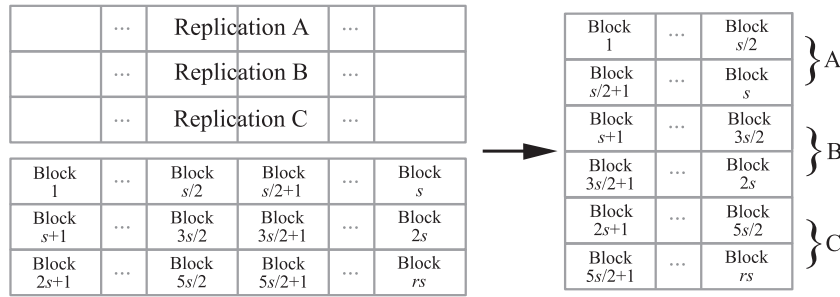 ... Replication A ...
... Replication B ...
... Replication C ...
Block 1 ... Block s/2 Block s/2+1 ... Block s
Block s+1 ... Block 3s/2 Block 3s/2+1 ... Block 2s
Block 2s+1 ... Block 5s/2 Block 5s/2+1 ... Block rs
Block 1 ... Block s/2
Block s/2+1 ... Block s
A
Block s+1 ... Block 3s/2
Block 3s/2+1 ... Block 2s
B
Block 2s+1 ... Block 5s/2
Block 5s/2+1 ... Block rs
C